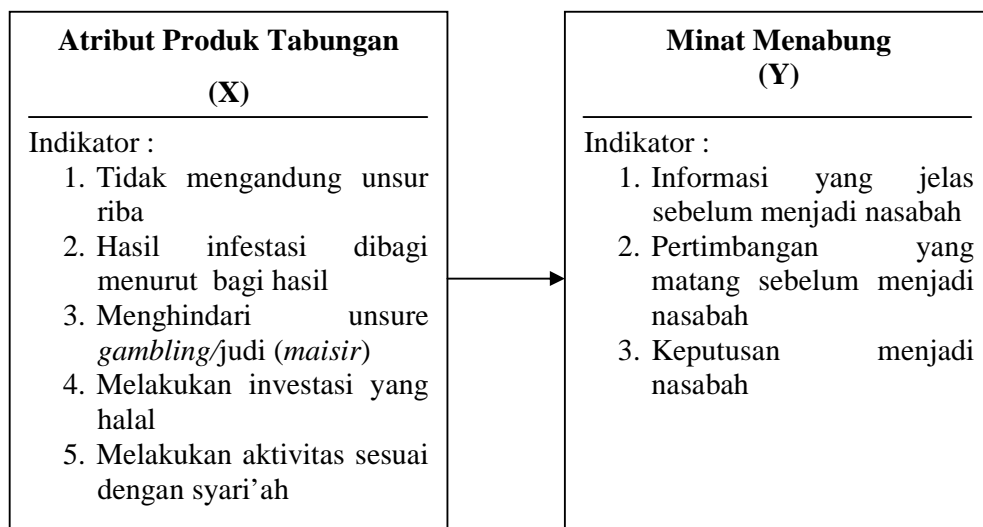 Atribut Produk Tabungan
(X)
Indikator :
1. Tidak mengandung unsur
riba
2. Hasil infestasi dibagi
menurut bagi hasil
3. Menghindari unsure
gambling/judi (maisir)
4. Melakukan investasi yang
halal
5. Melakukan aktivitas sesuai
dengan syari’ah
Minat Menabung
(Y)
Indikator :
1. Informasi yang jelas
sebelum menjadi nasabah
2. Pertimbangan yang
matang sebelum menjadi
nasabah
3. Keputusan menjadi
nasabah